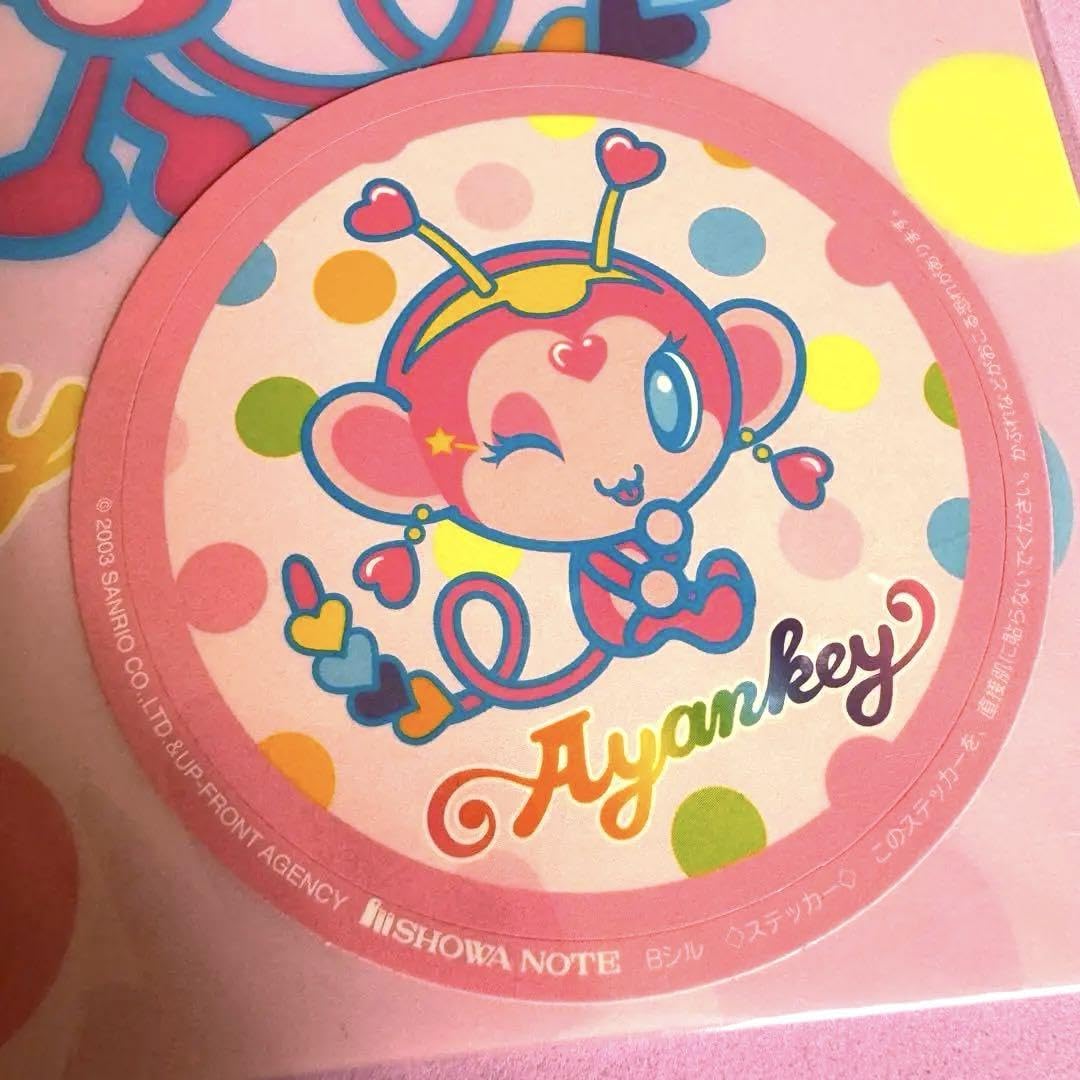 Ayankey
© 2003 SANRIO CO.,LTD.&UP-FRONT AGENCY
SHOWA NOTE
Bシル
◇ステッカー◇
このステッカーを、直接肌に貼らないでください。かぶれなどがおこる恐れがあります。
y